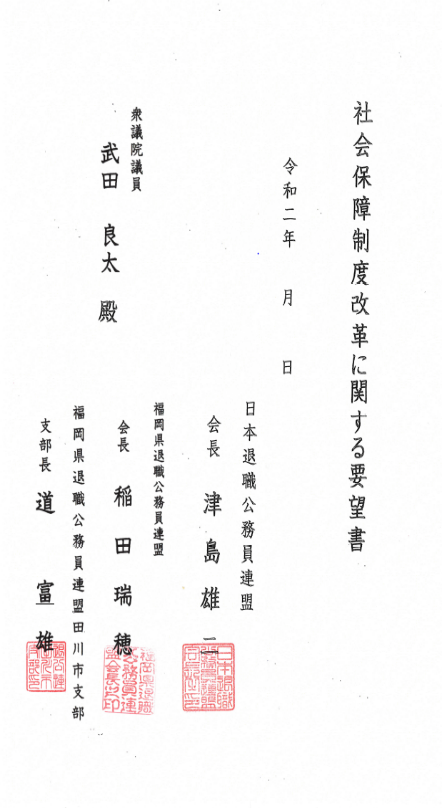 社会保障制度改革に関する要望書
令和二年　月　日
日本退職公務員連盟
会長　津島雄二
福岡県退職公務員連盟
会長　稲田瑞穂
福岡県退職公務員連盟田川市支部
支部長　道　富雄
衆議院議員
武田　良太　殿